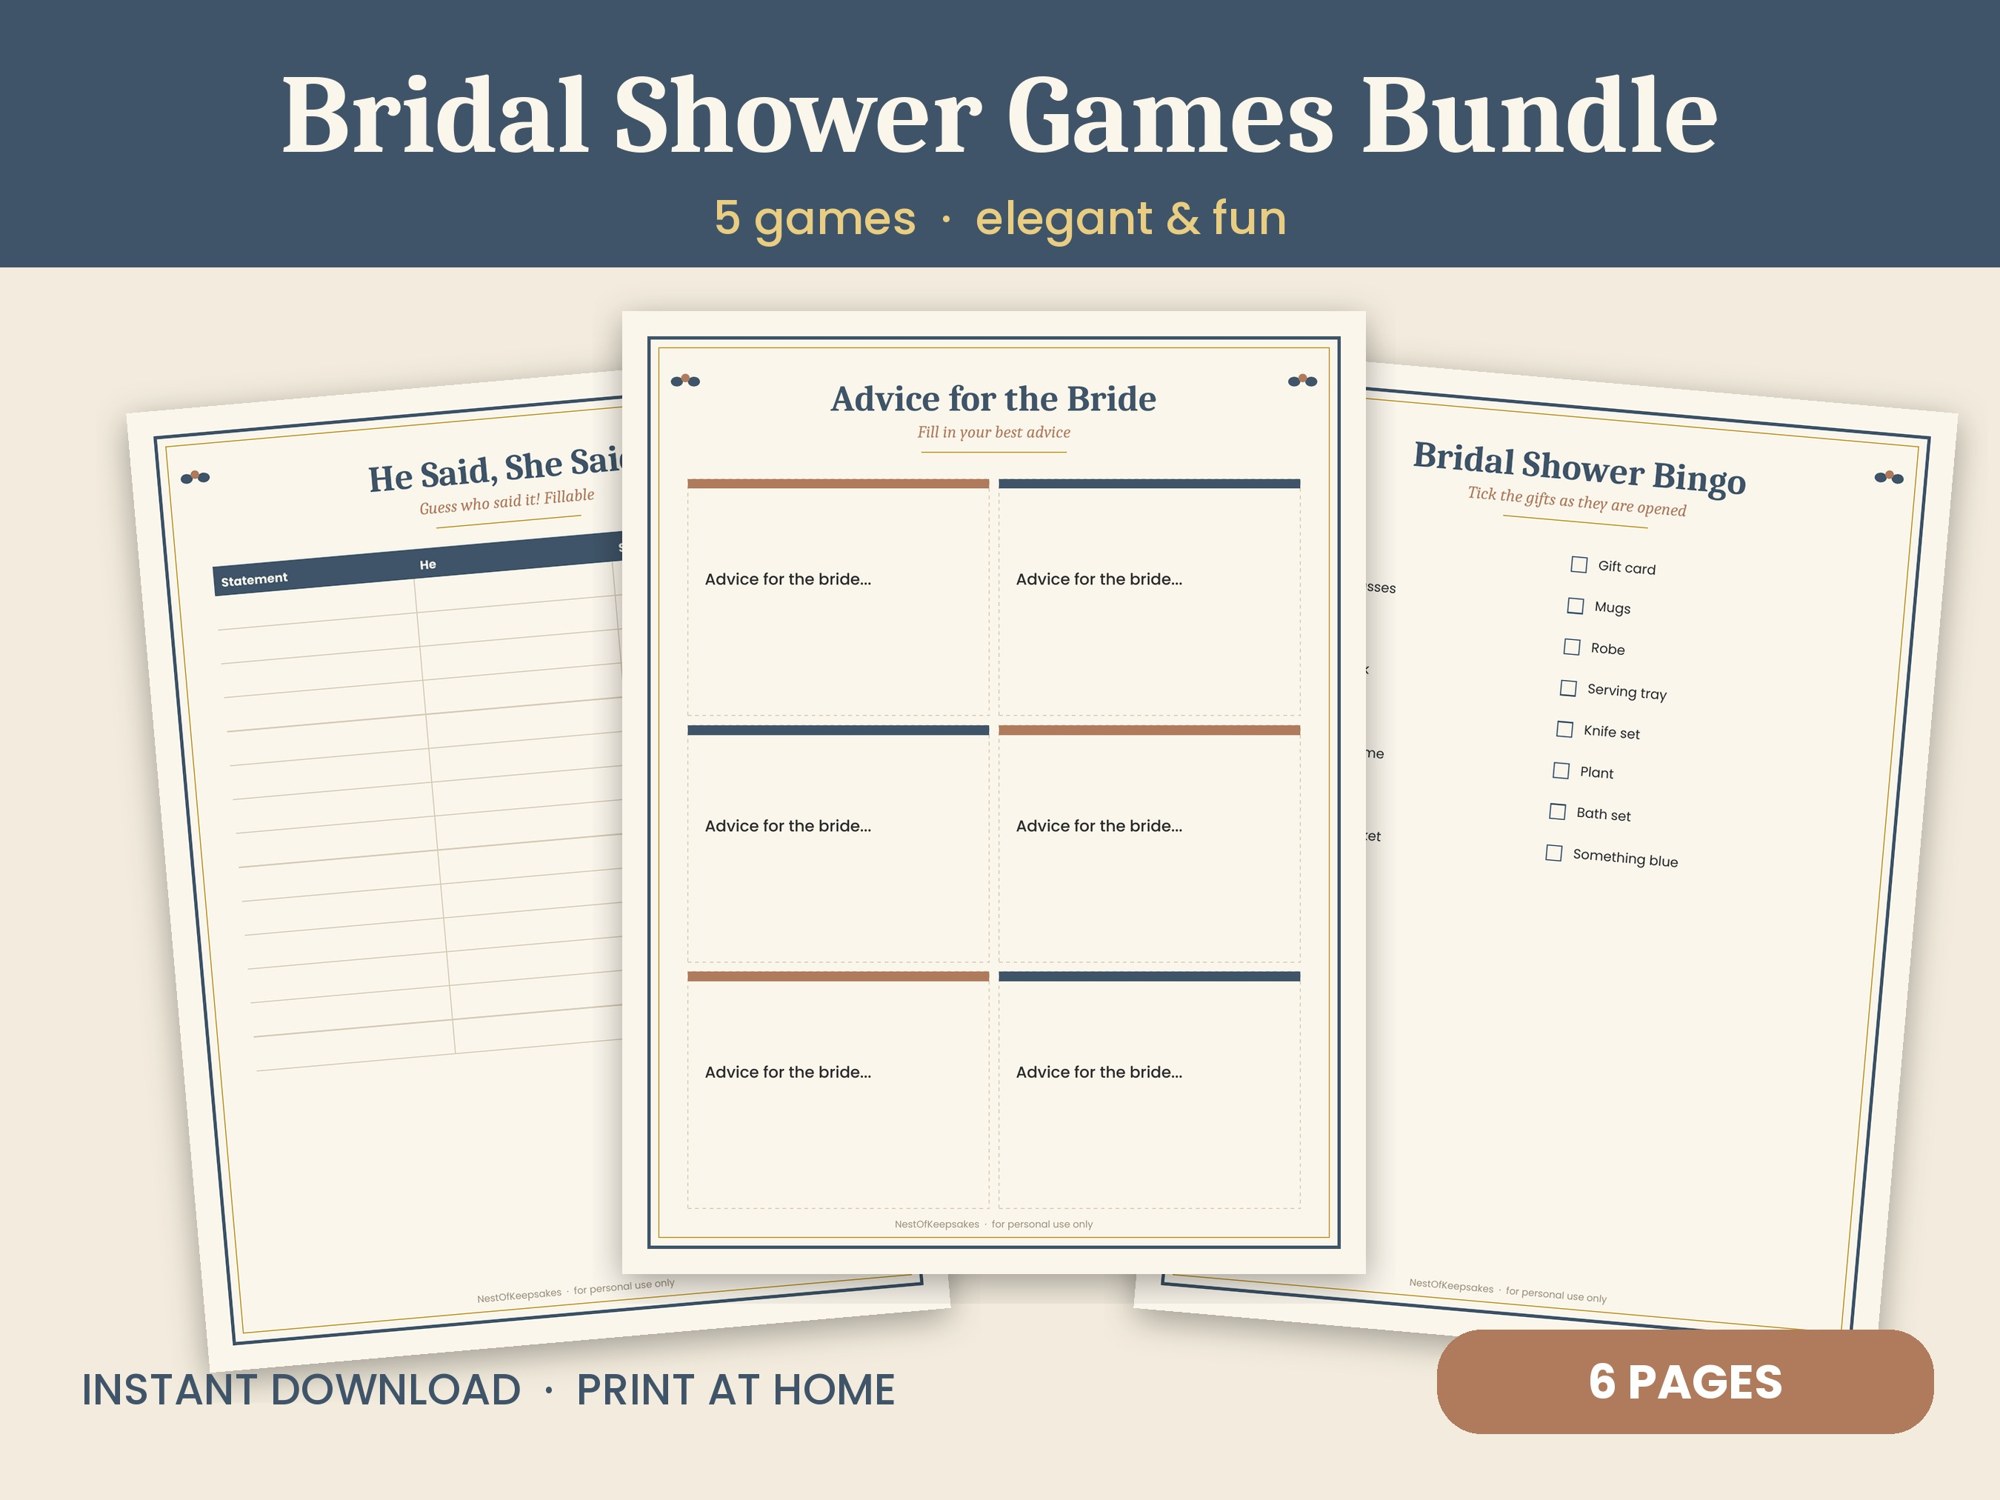 Bridal Shower Games Bundle
5 games · elegant & fun
He Said, She
Guess who said it! Fillable
Statement He
NestOfKeepsakes · for personal use only
Advice for the Bride
Fill in your best advice
Advice for the bride... Advice for the bride...
Advice for the bride... Advice for the bride...
Advice for the bride... Advice for the bride...
NestOfKeepsakes · for personal use only
Bridal Shower Bingo
Tick the gifts as they are opened
Gift card
Mugs
Robe
Serving tray
Knife set
Plant
Bath set
Something blue
NestOfKeepsakes · for personal use only
INSTANT DOWNLOAD · PRINT AT HOME
6 PAGES